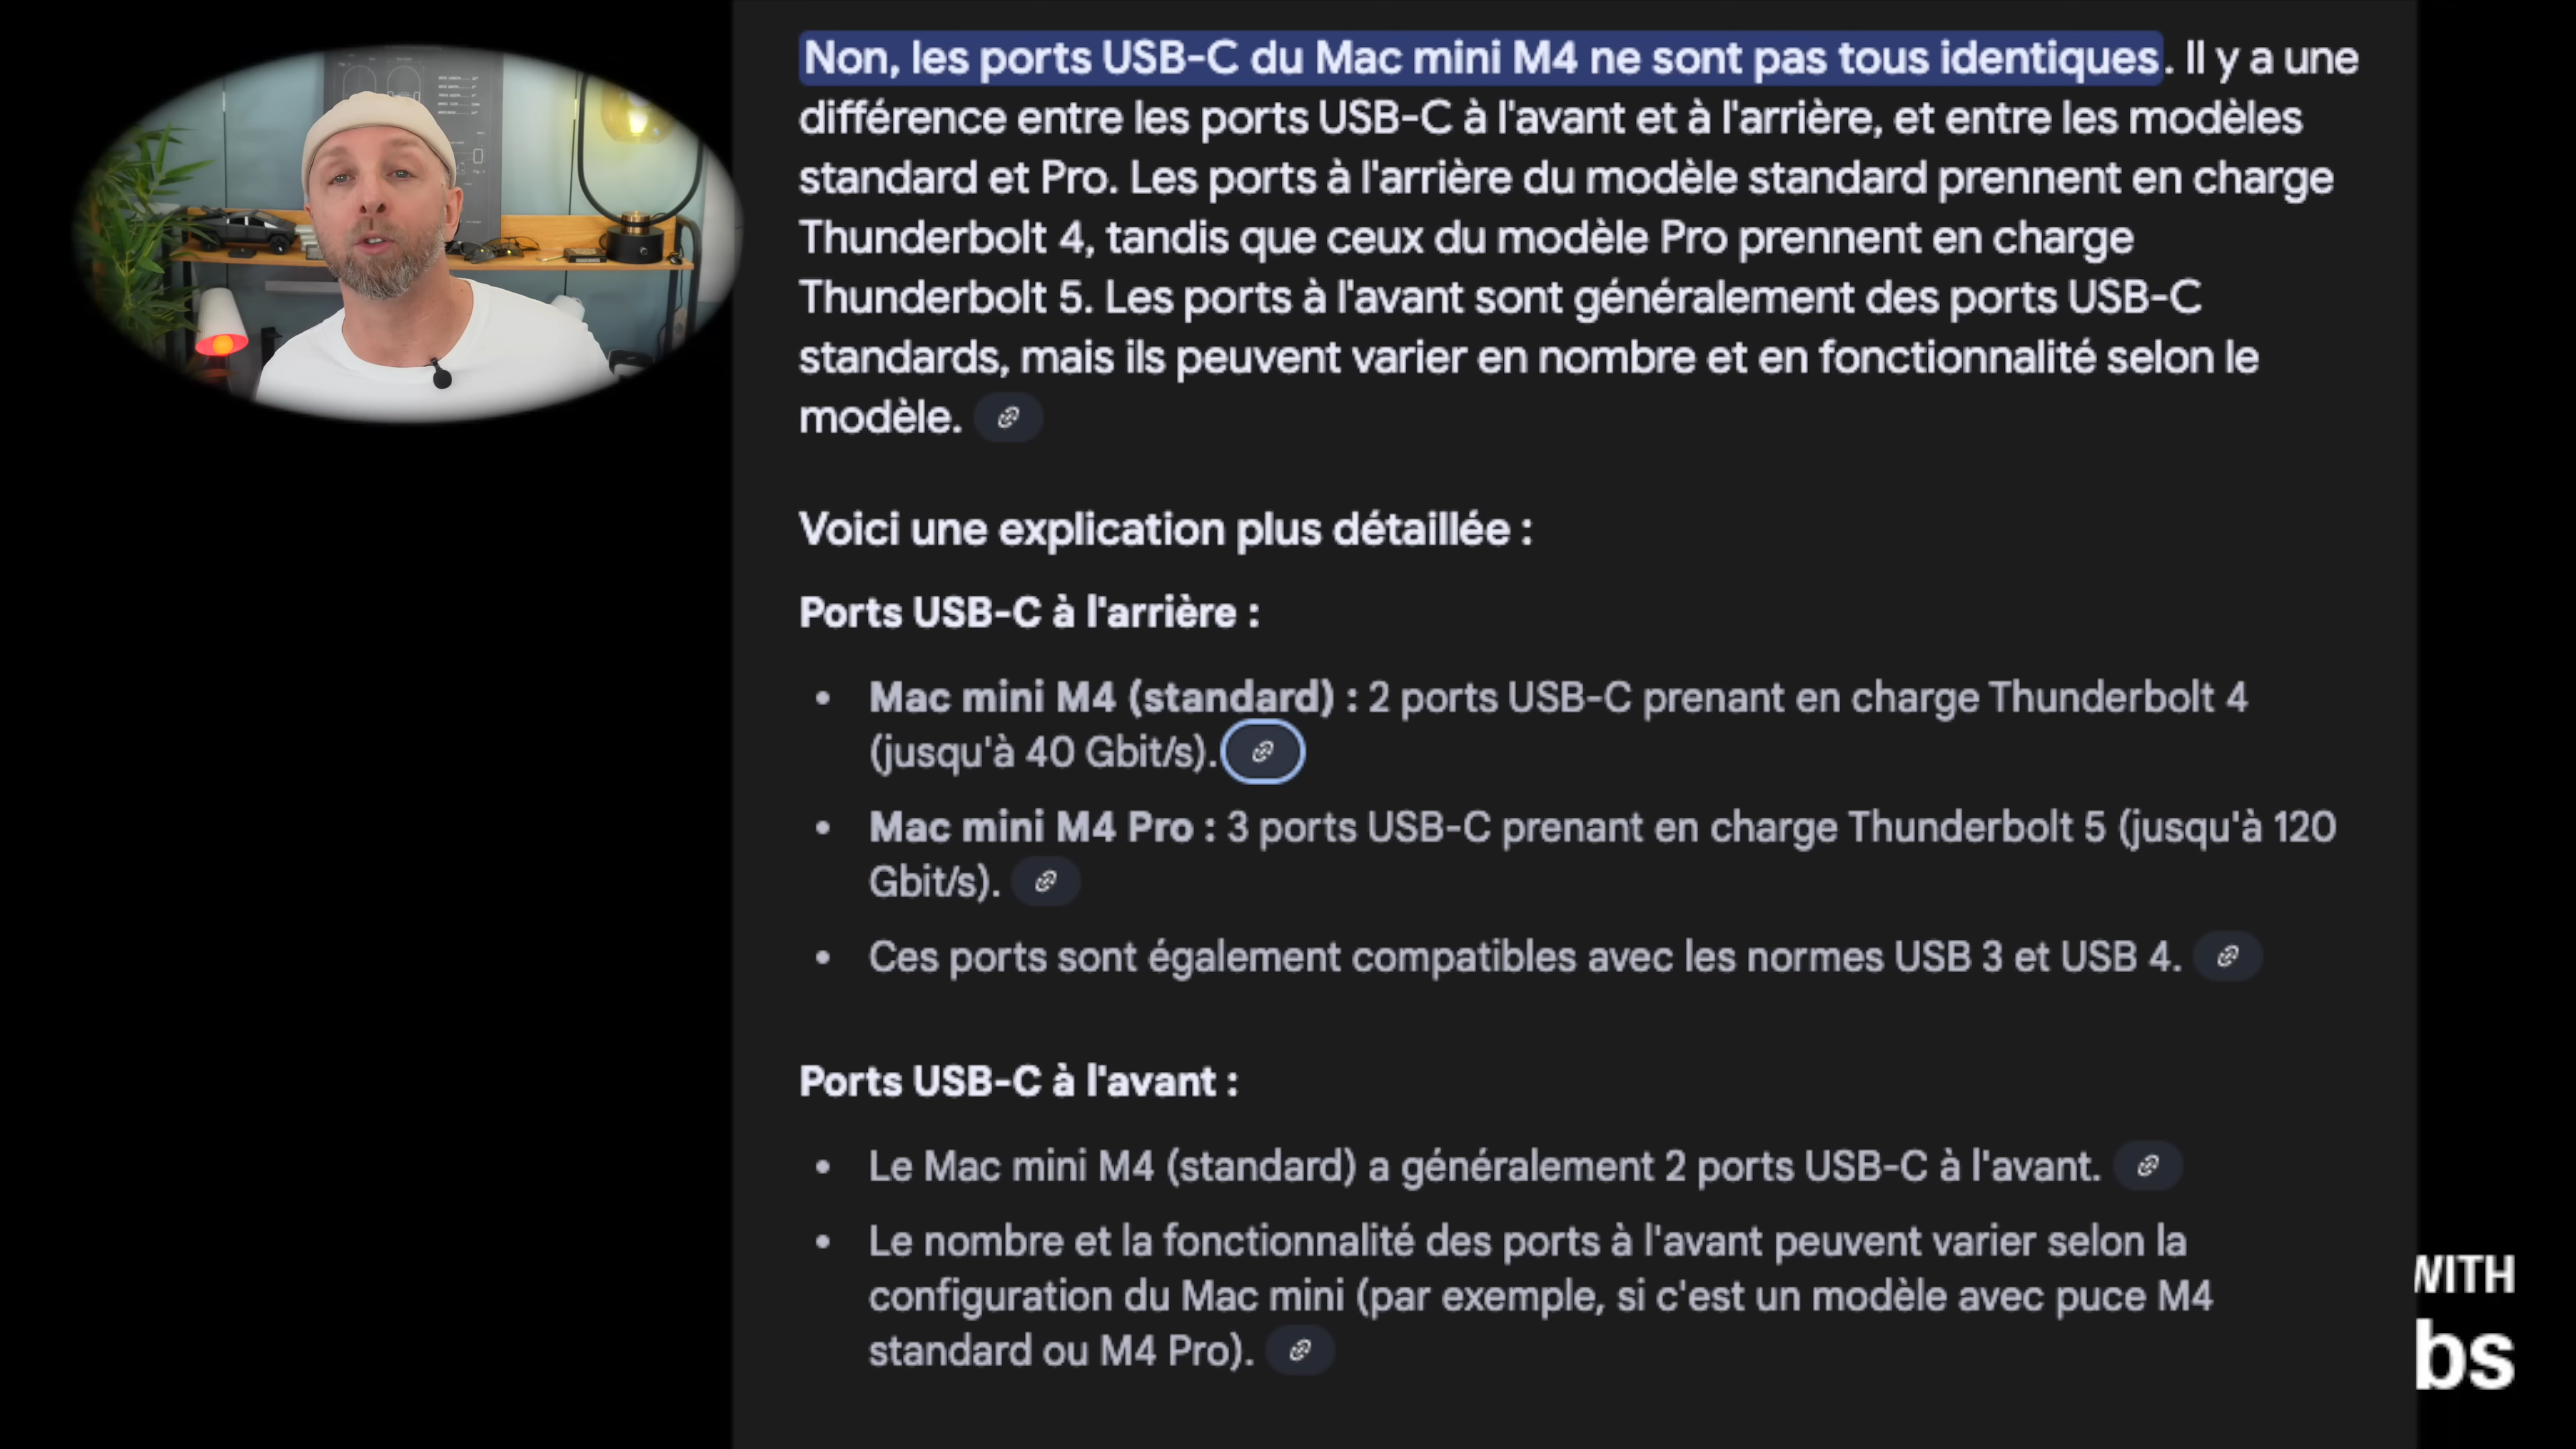 Non, les ports USB-C du Mac mini M4 ne sont pas tous identiques. Il y a une
différence entre les ports USB-C à l'avant et à l'arrière, et entre les modèles
standard et Pro. Les ports à l'arrière du modèle standard prennent en charge
Thunderbolt 4, tandis que ceux du modèle Pro prennent en charge
Thunderbolt 5. Les ports à l'avant sont généralement des ports USB-C
standards, mais ils peuvent varier en nombre et en fonctionnalité selon le
modèle.
Voici une explication plus détaillée :
Ports USB-C à l'arrière :
• Mac mini M4 (standard) : 2 ports USB-C prenant en charge Thunderbolt 4
(jusqu'à 40 Gbit/s).
• Mac mini M4 Pro : 3 ports USB-C prenant en charge Thunderbolt 5 (jusqu'à 120
Gbit/s).
• Ces ports sont également compatibles avec les normes USB 3 et USB 4.
Ports USB-C à l'avant :
• Le Mac mini M4 (standard) a généralement 2 ports USB-C à l'avant.
• Le nombre et la fonctionnalité des ports à l'avant peuvent varier selon la
configuration du Mac mini (par exemple, si c'est un modèle avec puce M4
standard ou M4 Pro).
WITH
bs